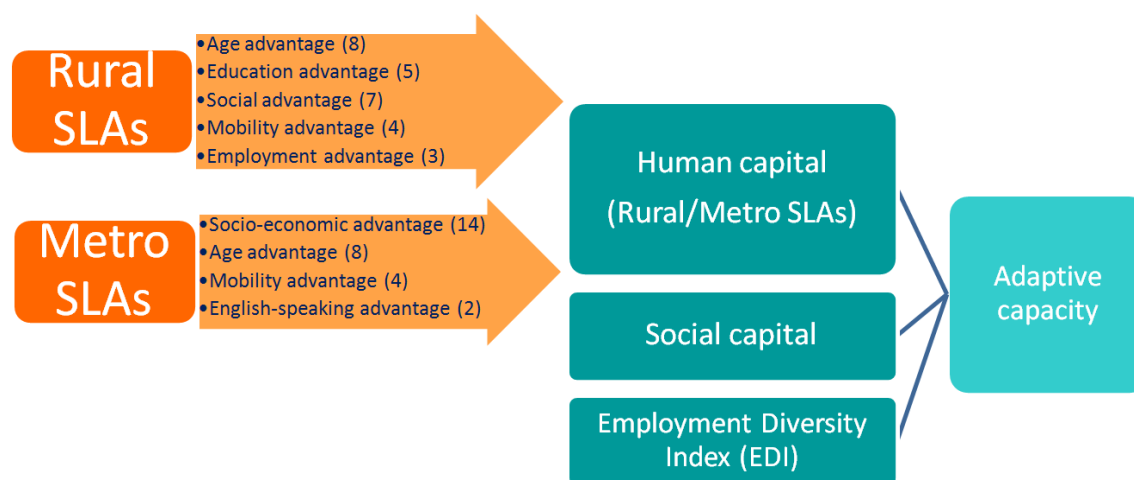 Rural
SLAs
•Age advantage (8)
•Education advantage (5)
•Social advantage (7)
•Mobility advantage (4)
•Employment advantage (3)
Metro
SLAs
•Socio-economic advantage (14)
•Age advantage (8)
•Mobility advantage (4)
•English-speaking advantage (2)
Human capital
(Rural/Metro SLAs)
Social capital
Employment Diversity
Index (EDI)
Adaptive
capacity